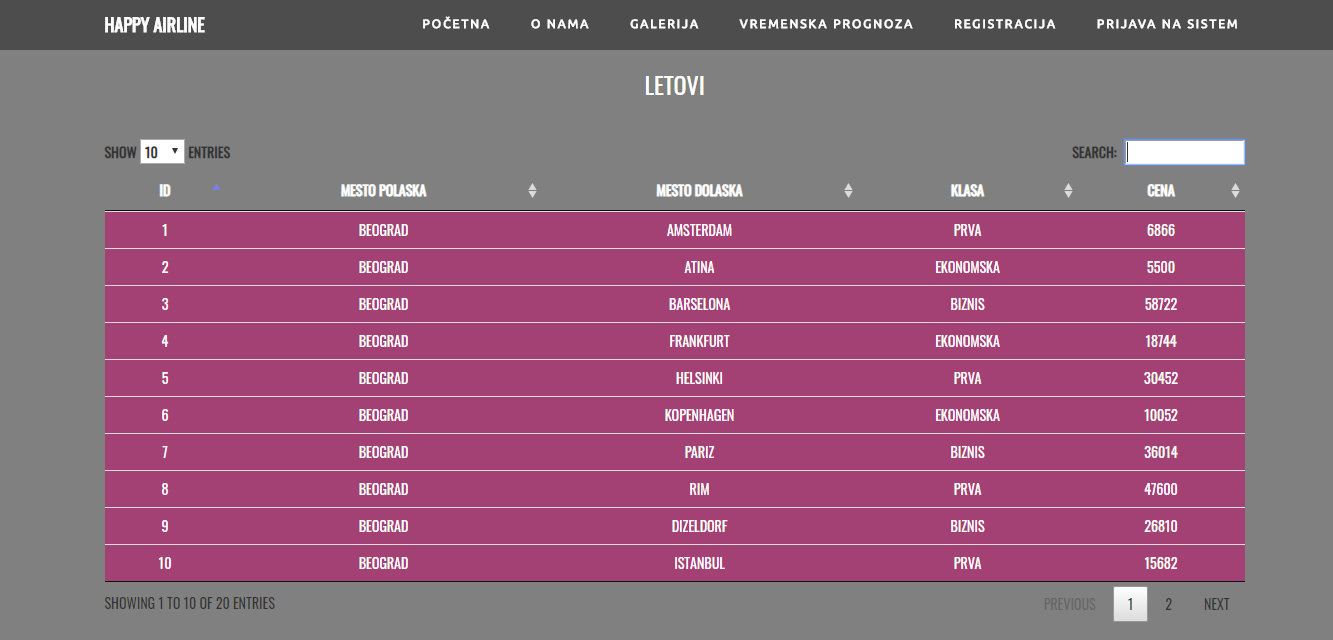 HAPPY AIRLINE POČETNA O NAMA GALERIJA VREMENSKA PROGNOZA REGISTRACIJA PRIJAVA NA SISTEM
LETOVI
SHOW 10 ENTRIES SEARCH:
ID MESTO POLASKA MESTO DOLASKA KLASA CENA
1 BEOGRAD AMSTERDAM PRVA 6866
2 BEOGRAD ATINA EKONOMSKA 5500
3 BEOGRAD BARSELONA BIZNIS 58722
4 BEOGRAD FRANKFURT EKONOMSKA 18744
5 BEOGRAD HELSINKI PRVA 30452
6 BEOGRAD KOPENHAGEN EKONOMSKA 10052
7 BEOGRAD PARIZ BIZNIS 36014
8 BEOGRAD RIM PRVA 47600
9 BEOGRAD DIZELDORF BIZNIS 26810
10 BEOGRAD ISTANBUL PRVA 15682
SHOWING 1 TO 10 OF 20 ENTRIES PREVIOUS 1 2 NEXT